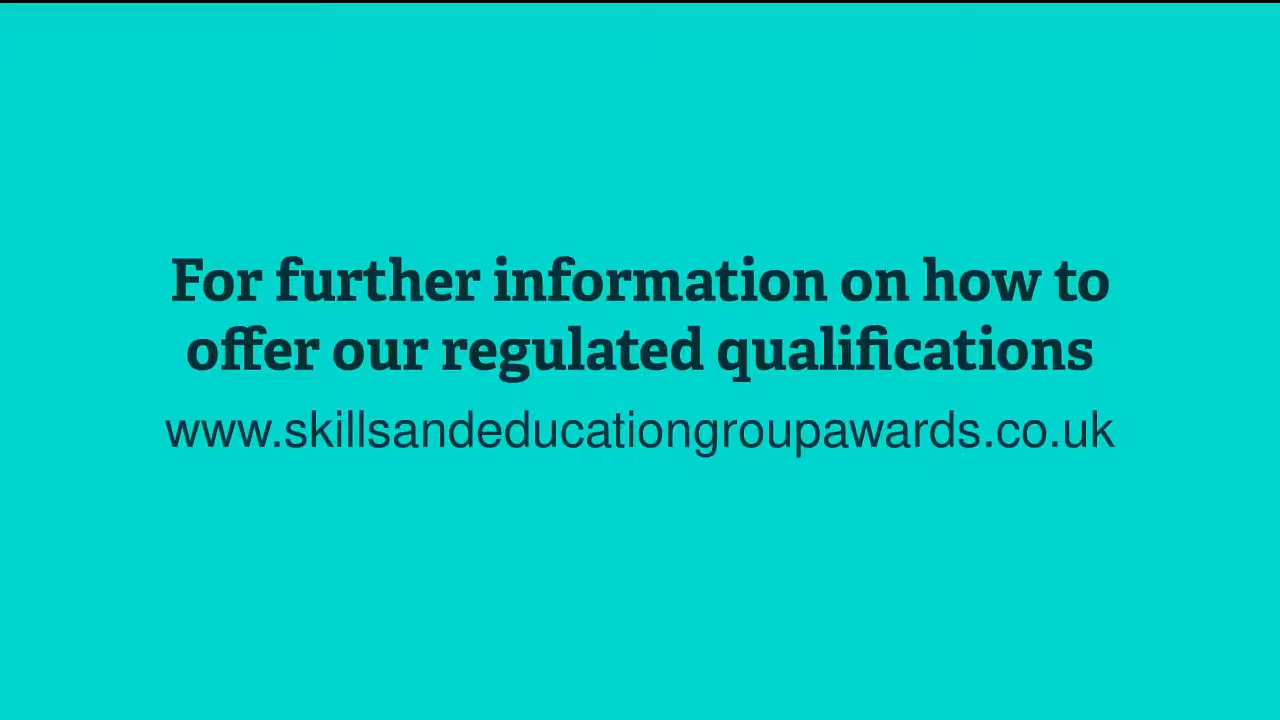 For further information on how to
offer our regulated qualifications
www.skillsandeducationgroupawards.co.uk